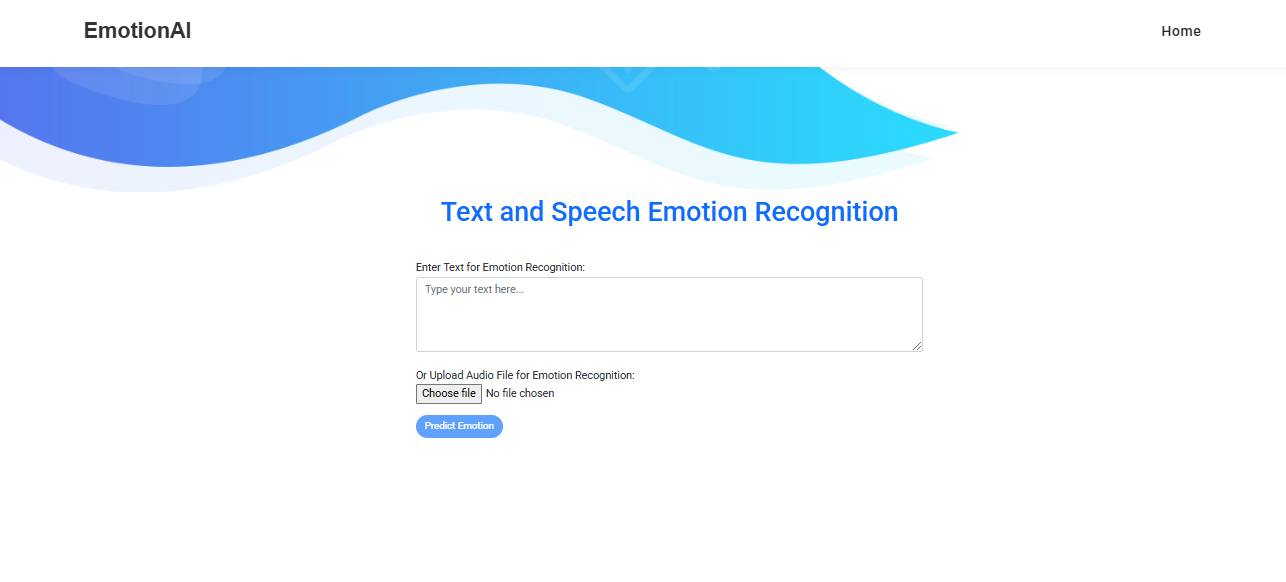 EmotionAI
Home
Text and Speech Emotion Recognition
Enter Text for Emotion Recognition:
Type your text here...
Or Upload Audio File for Emotion Recognition:
Choose file No file chosen
Predict Emotion